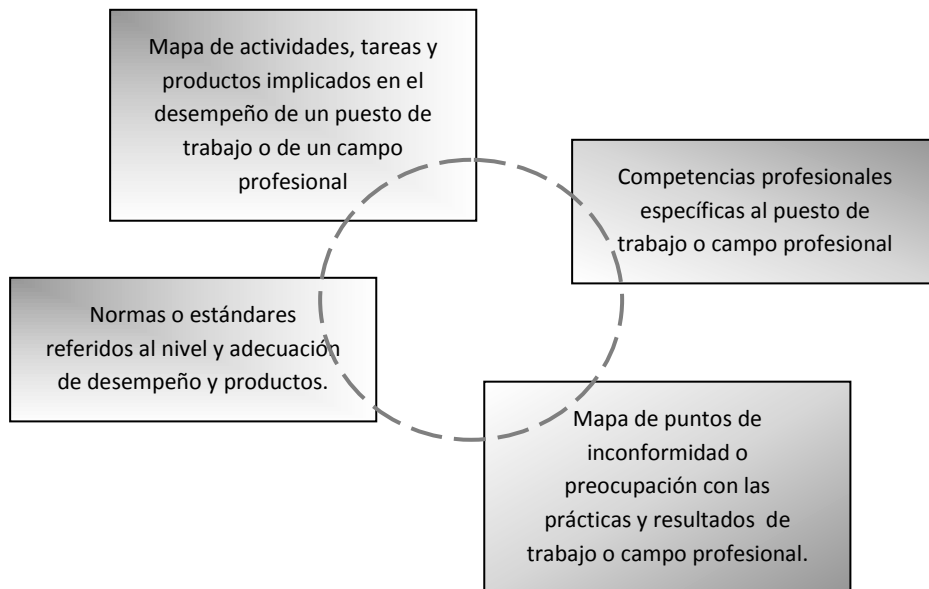 Mapa de actividades, tareas y
productos implicados en el
desempeño de un puesto de
trabajo o de un campo
profesional
Competencias profesionales
específicas al puesto de
trabajo o campo profesional
Normas o estándares
referidos al nivel y adecuación
de desempeño y productos.
Mapa de puntos de
inconformidad o
preocupación con las
prácticas y resultados de
trabajo o campo profesional.